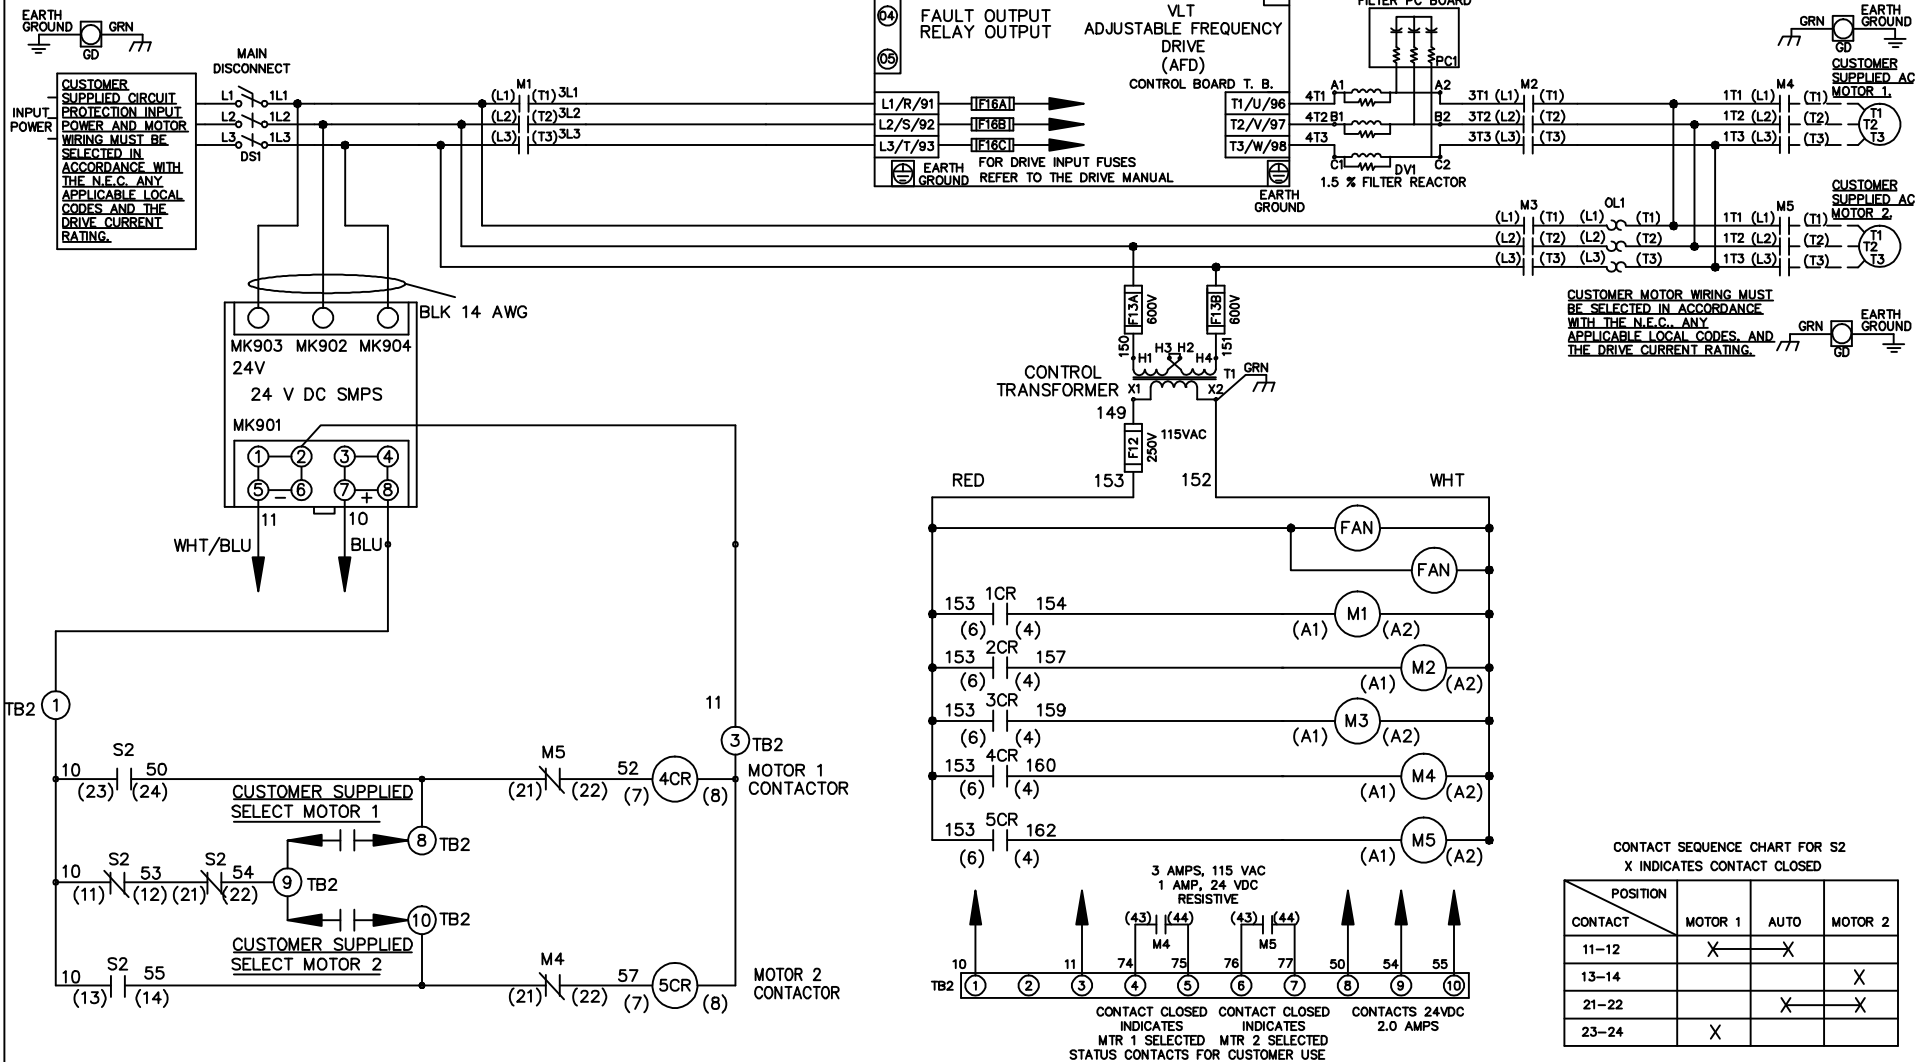 EARTH
GROUND
GRN
GD
MAIN
DISCONNECT
INPUT
POWER
CUSTOMER
SUPPLIED CIRCUIT
PROTECTION INPUT
POWER AND MOTOR
WIRING MUST BE
SELECTED IN
ACCORDANCE WITH
THE N.E.C. ANY
APPLICABLE LOCAL
CODES AND THE
DRIVE CURRENT
RATING.
L1 1L1
L2 1L2
L3 1L3
DS1
M1
(L1) (T1) 3L1
(L2) (T2) 3L2
(L3) (T3) 3L3
04
05
FAULT OUTPUT
RELAY OUTPUT
VLT
ADJUSTABLE FREQUENCY
DRIVE
(AFD)
CONTROL BOARD T. B.
L1/R/91 F16A T1/U/96
L2/S/92 F16B T2/V/97
L3/T/93 F16C T3/W/98
EARTH
GROUND
FOR DRIVE INPUT FUSES
REFER TO THE DRIVE MANUAL
EARTH
GROUND
FILTER PC BOARD
PC1
4T1 A1 A2
4T2 B1 B2
4T3
C1 C2
DV1
1.5 % FILTER REACTOR
M2
3T1 (L1) (T1)
3T2 (L2) (T2)
3T3 (L3) (T3)
M4
1T1 (L1) (T1)
1T2 (L2) (T2)
1T3 (L3) (T3)
GRN
EARTH
GROUND
GD
CUSTOMER
SUPPLIED AC
MOTOR 1.
T1
T2
T3
M3 OL1
(L1) (T1) (L1) (T1)
(L2) (T2) (L2) (T2)
(L3) (T3) (L3) (T3)
M5
1T1 (L1) (T1)
1T2 (L2) (T2)
1T3 (L3) (T3)
CUSTOMER
SUPPLIED AC
MOTOR 2.
T1
T2
T3
CUSTOMER MOTOR WIRING MUST
BE SELECTED IN ACCORDANCE
WITH THE N.E.C., ANY
APPLICABLE LOCAL CODES, AND
THE DRIVE CURRENT RATING.
GRN
EARTH
GROUND
GD
BLK 14 AWG
MK903 MK902 MK904
24V
24 V DC SMPS
MK901
1 2 3 4
5 - 6 7 + 8
11 10
WHT/BLU BLU
F13A 600V F13B 600V
150 151
H1 H3 H2 H4
CONTROL
TRANSFORMER
X1 X2 T1 GRN
149
F12 250V 115VAC
153 152
RED WHT
FAN
FAN
1CR
153 154 M1
(6) (4) (A1) (A2)
2CR
153 157 M2
(6) (4) (A1) (A2)
3CR
153 159 M3
(6) (4) (A1) (A2)
4CR
153 160 M4
(6) (4) (A1) (A2)
5CR
153 162 M5
(6) (4) (A1) (A2)
TB2 1
11
3 TB2
S2
10 50
(23) (24)
M5
(21) (22)
52 4CR
(7) (8)
MOTOR 1
CONTACTOR
CUSTOMER SUPPLIED
SELECT MOTOR 1
8 TB2
S2 S2
10 53 54
(11) (12) (21) (22)
9 TB2
10 TB2
CUSTOMER SUPPLIED
SELECT MOTOR 2
S2
10 55
(13) (14)
M4
(21) (22)
57 5CR
(7) (8)
MOTOR 2
CONTACTOR
3 AMPS, 115 VAC
1 AMP, 24 VDC
RESISTIVE
(43) (44) (43) (44)
M4 M5
10 11 74 75 76 77 50 54 55
TB2 1 2 3 4 5 6 7 8 9 10
CONTACT CLOSED
INDICATES
MTR 1 SELECTED
CONTACT CLOSED
INDICATES
MTR 2 SELECTED
STATUS CONTACTS FOR CUSTOMER USE
CONTACTS 24VDC
2.0 AMPS
CONTACT SEQUENCE CHART FOR S2
X INDICATES CONTACT CLOSED
POSITION
CONTACT MOTOR 1 AUTO MOTOR 2
11-12 X X
13-14 X
21-22 X X
23-24 X